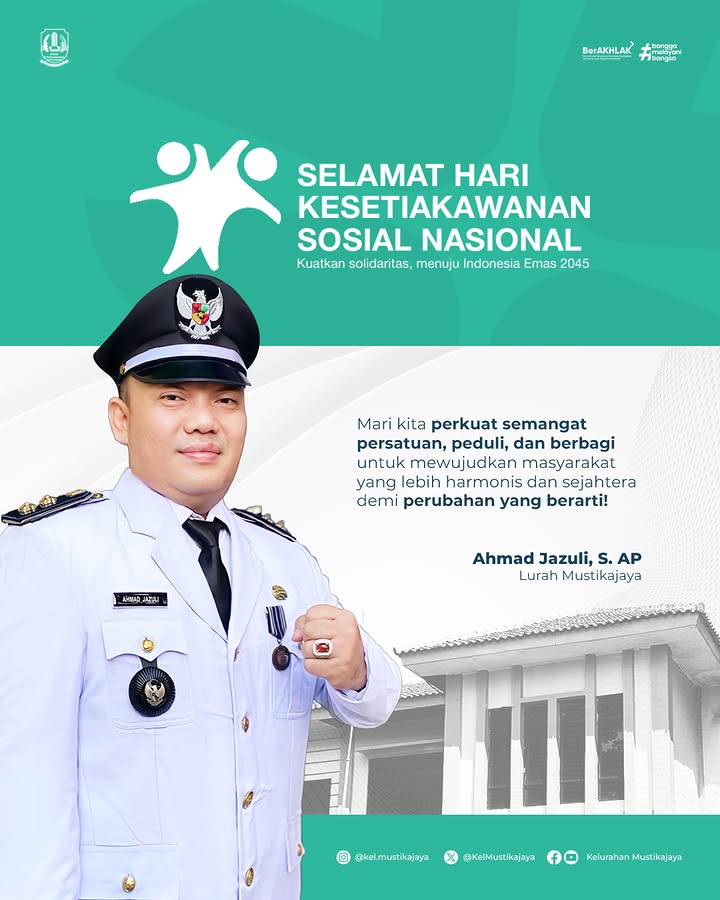 BerAKHLAK
bangga
melayani
bangsa
SELAMAT HARI
KESETIAKAWANAN
SOSIAL NASIONAL
Kuatkan solidaritas, menuju Indonesia Emas 2045
Mari kita perkuat semangat
persatuan, peduli, dan berbagi
untuk mewujudkan masyarakat
yang lebih harmonis dan sejahtera
demi perubahan yang berarti!
Ahmad Jazuli, S. AP
Lurah Mustikajaya
AHMAD JAZULI
@kel.mustikajaya
@KelMustikajaya
Kelurahan Mustikajaya